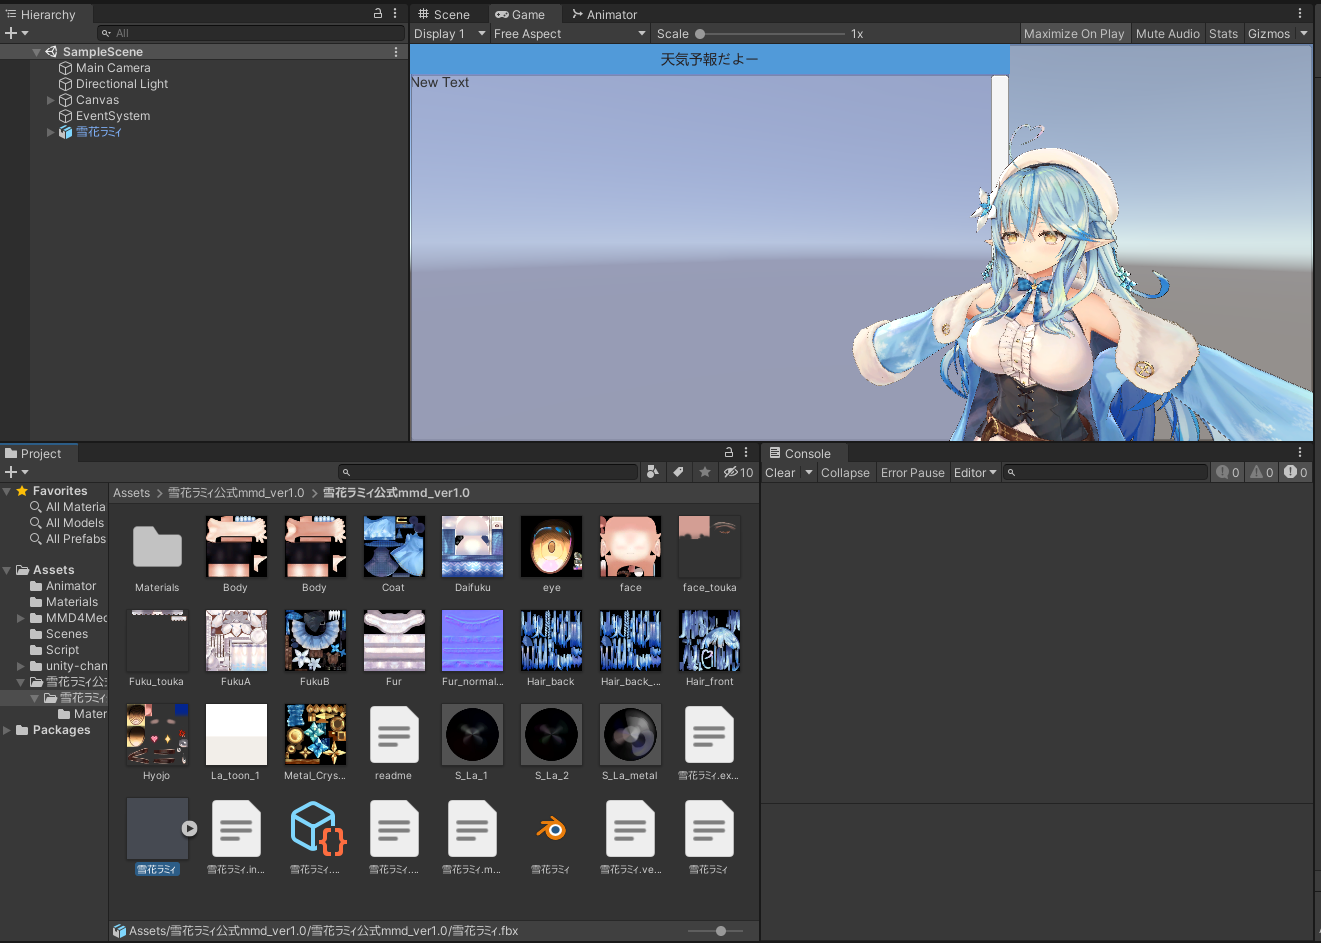 Hierarchy
All
SampleScene
Main Camera
Directional Light
Canvas
EventSystem
雪花ラミィ
Scene
Game
Animator
Display 1
Free Aspect
Scale
1x
Maximize On Play
Mute Audio
Stats
Gizmos
天気予報だよー
New Text
Project
10
Favorites
All Materia
All Models
All Prefabs
Assets
Animator
Materials
MMD4Mec
Scenes
Script
unity-chan
雪花ラミィ公式
雪花ラミィ
Mater
Packages
Assets > 雪花ラミィ公式mmd_ver1.0 > 雪花ラミィ公式mmd_ver1.0
Materials
Body
Body
Coat
Daifuku
eye
face
face_touka
Fuku_touka
FukuA
FukuB
Fur
Fur_normal...
Hair_back
Hair_back_...
Hair_front
Hyojo
La_toon_1
Metal_Crys...
readme
S_La_1
S_La_2
S_La_metal
雪花ラミィ.ex...
雪花ラミィ
雪花ラミィ.in...
雪花ラミィ....
雪花ラミィ....
雪花ラミィ.m...
雪花ラミィ
雪花ラミィ.ve...
雪花ラミィ
Assets/雪花ラミィ公式mmd_ver1.0/雪花ラミィ公式mmd_ver1.0/雪花ラミィ.fbx
Console
Clear
Collapse
Error Pause
Editor
0
0
0